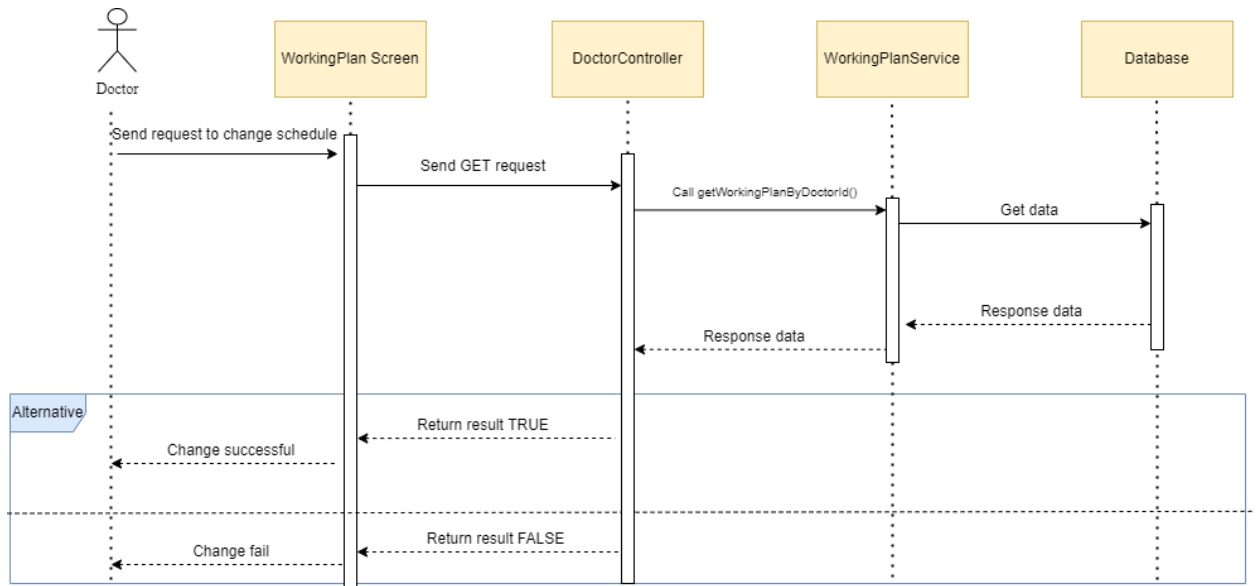 Doctor
WorkingPlan Screen
DoctorController
WorkingPlanService
Database
Send request to change schedule
Send GET request
Call getWorkingPlanByDoctorId()
Get data
Response data
Response data
Alternative
Return result TRUE
Change successful
Return result FALSE
Change fail